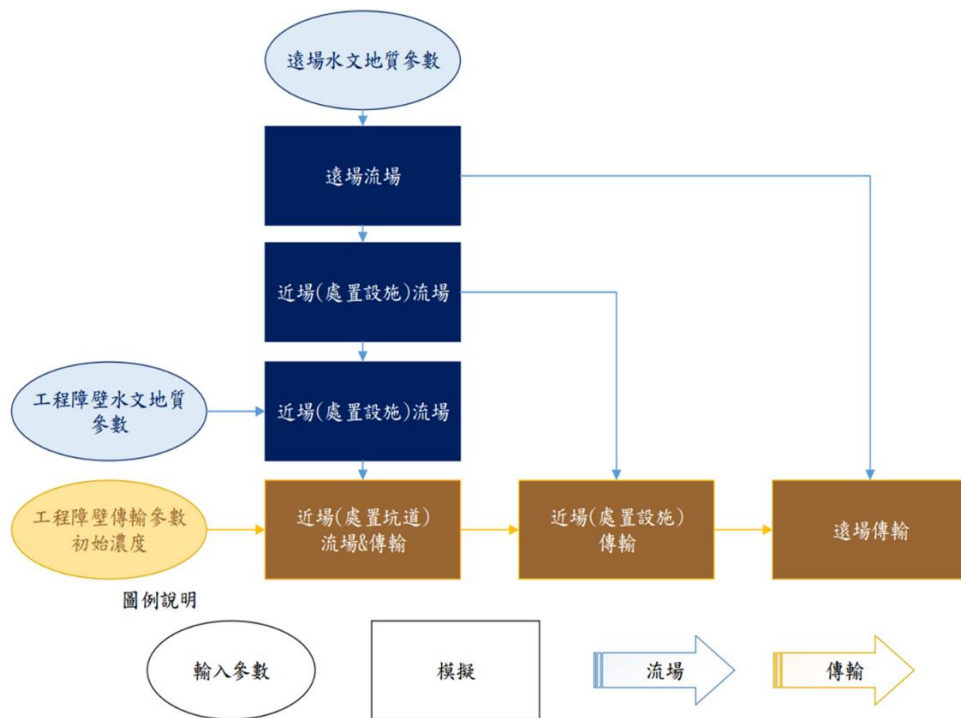 遠場水文地質參數
遠場流場
近場(處置設施)流場
工程障壁水文地質
參數
近場(處置設施)流場
工程障壁傳輸參數
初始濃度
近場(處置坑道)
流場&傳輸
近場(處置設施)
傳輸
遠場傳輸
圖例說明
輸入參數
模擬
流場
傳輸